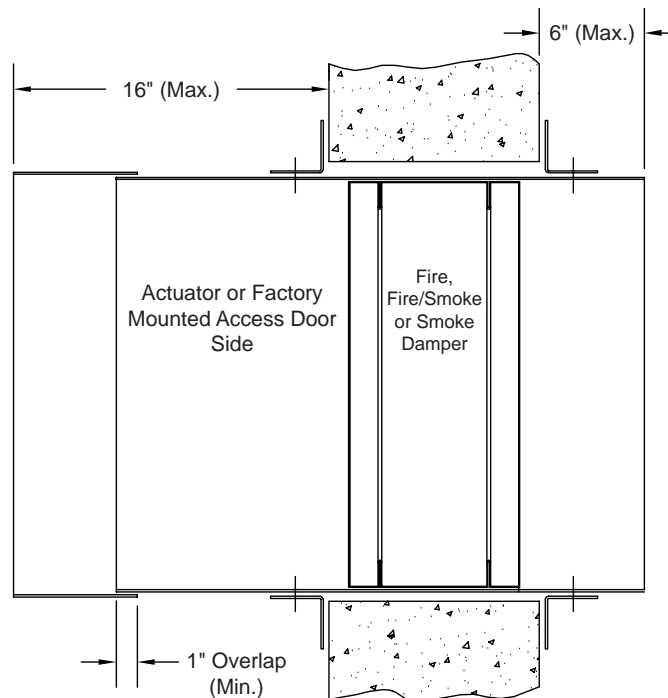 6" (Max.)
16" (Max.)
Actuator or Factory
Mounted Access Door
Side
Fire,
Fire/Smoke
or Smoke
Damper
1" Overlap
(Min.)